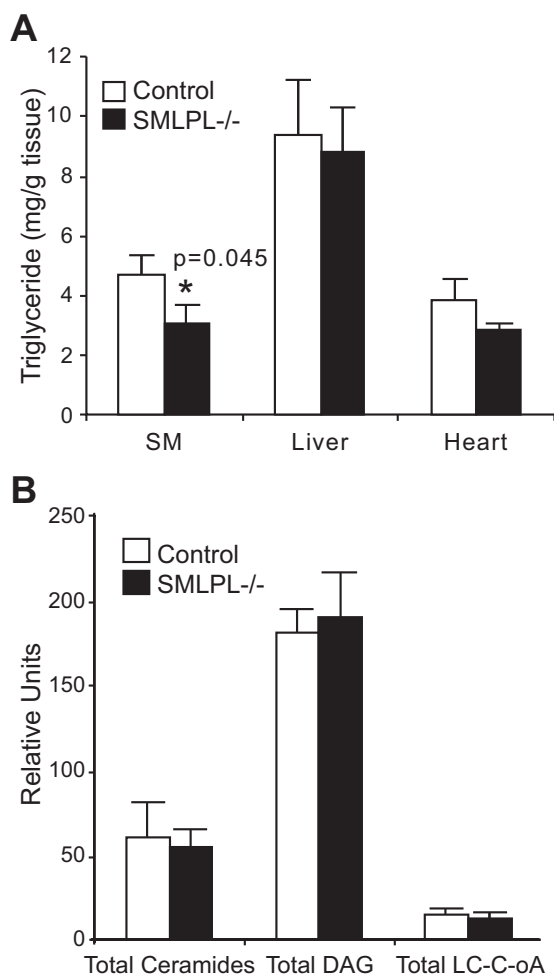 A
Triglyceride (mg/g tissue)
12
10
8
6
4
2
0
Control
SMLPL-/-
p=0.045
*
SM Liver Heart
B
Relative Units
250
200
150
100
50
0
Control
SMLPL-/-
Total Ceramides Total DAG Total LC-C-oA